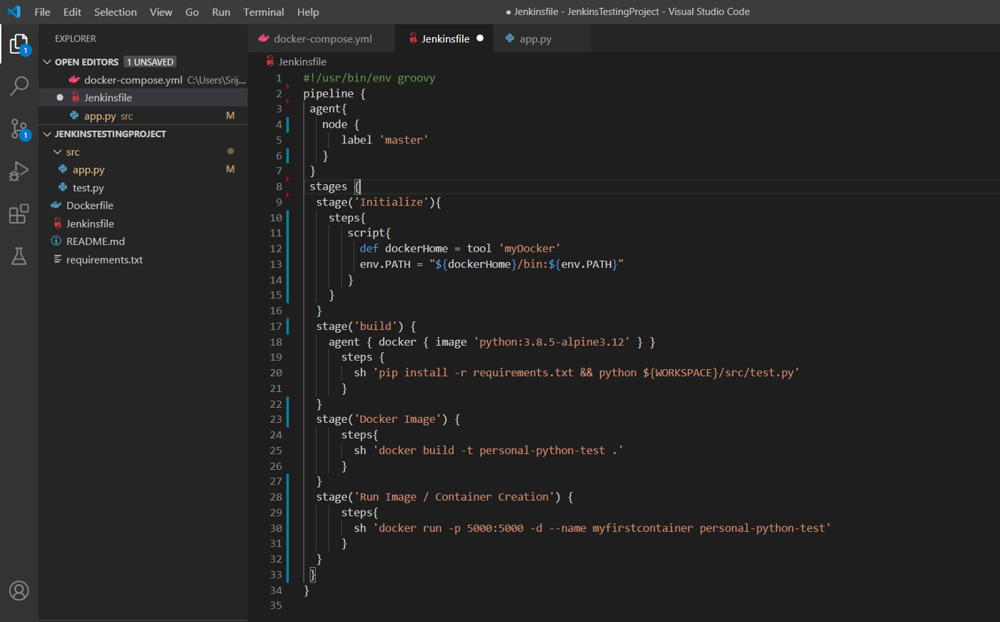 File Edit Selection View Go Run Terminal Help
● Jenkinsfile - JenkinsTestingProject - Visual Studio Code
EXPLORER
OPEN EDITORS 1 UNSAVED
docker-compose.yml C:\Users\Srij...
Jenkinsfile
app.py src M
JENKINSTESTINGPROJECT
src
app.py M
test.py
Dockerfile
Jenkinsfile
README.md
requirements.txt
1
1
docker-compose.yml Jenkinsfile app.py
Jenkinsfile
1 #!/usr/bin/env groovy
2 pipeline {
3 agent{
4 node {
5 label 'master'
6 }
7 }
8 stages {
9 stage('Initialize'){
10 steps{
11 script{
12 def dockerHome = tool 'myDocker'
13 env.PATH = "${dockerHome}/bin:${env.PATH}"
14 }
15 }
16 }
17 stage('build') {
18 agent { docker { image 'python:3.8.5-alpine3.12' } }
19 steps {
20 sh 'pip install -r requirements.txt && python ${WORKSPACE}/src/test.py'
21 }
22 }
23 stage('Docker Image') {
24 steps{
25 sh 'docker build -t personal-python-test .'
26 }
27 }
28 stage('Run Image / Container Creation') {
29 steps{
30 sh 'docker run -p 5000:5000 -d --name myfirstcontainer personal-python-test'
31 }
32 }
33 }
34 }
35